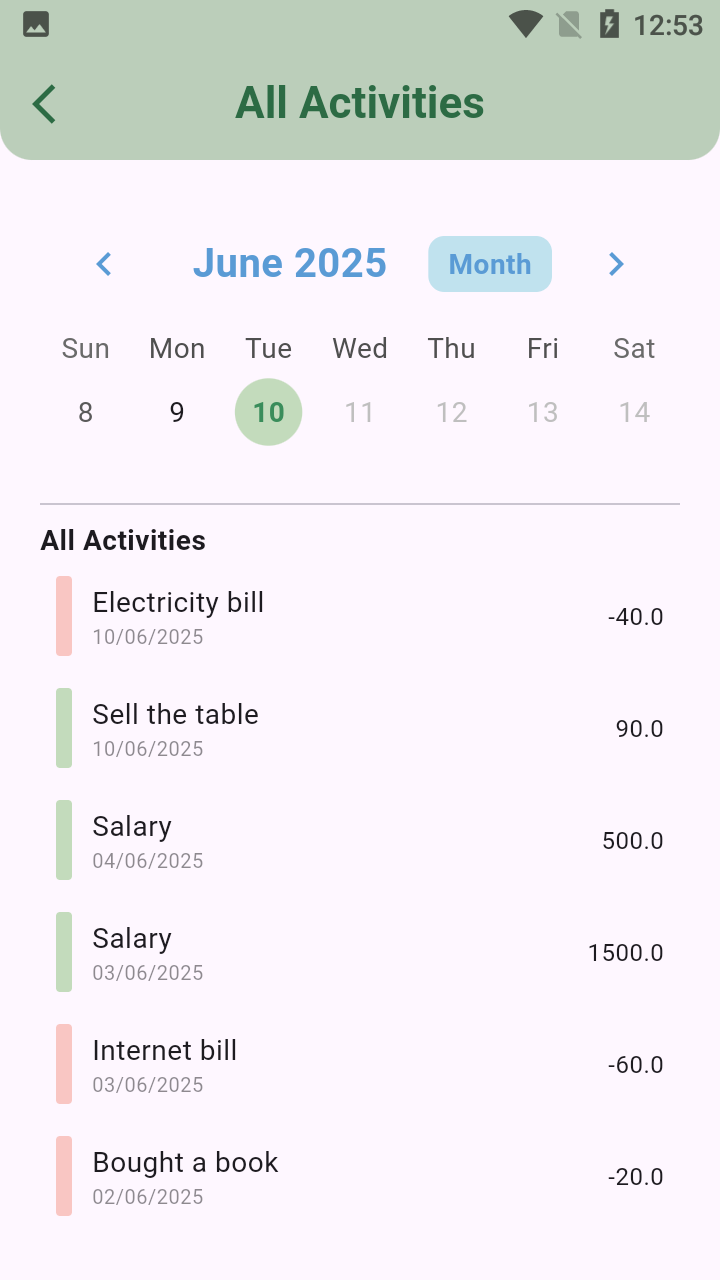 12:53
All Activities
June 2025 Month
Sun Mon Tue Wed Thu Fri Sat
8 9 10 11 12 13 14
All Activities
Electricity bill
10/06/2025
-40.0
Sell the table
10/06/2025
90.0
Salary
04/06/2025
500.0
Salary
03/06/2025
1500.0
Internet bill
03/06/2025
-60.0
Bought a book
02/06/2025
-20.0